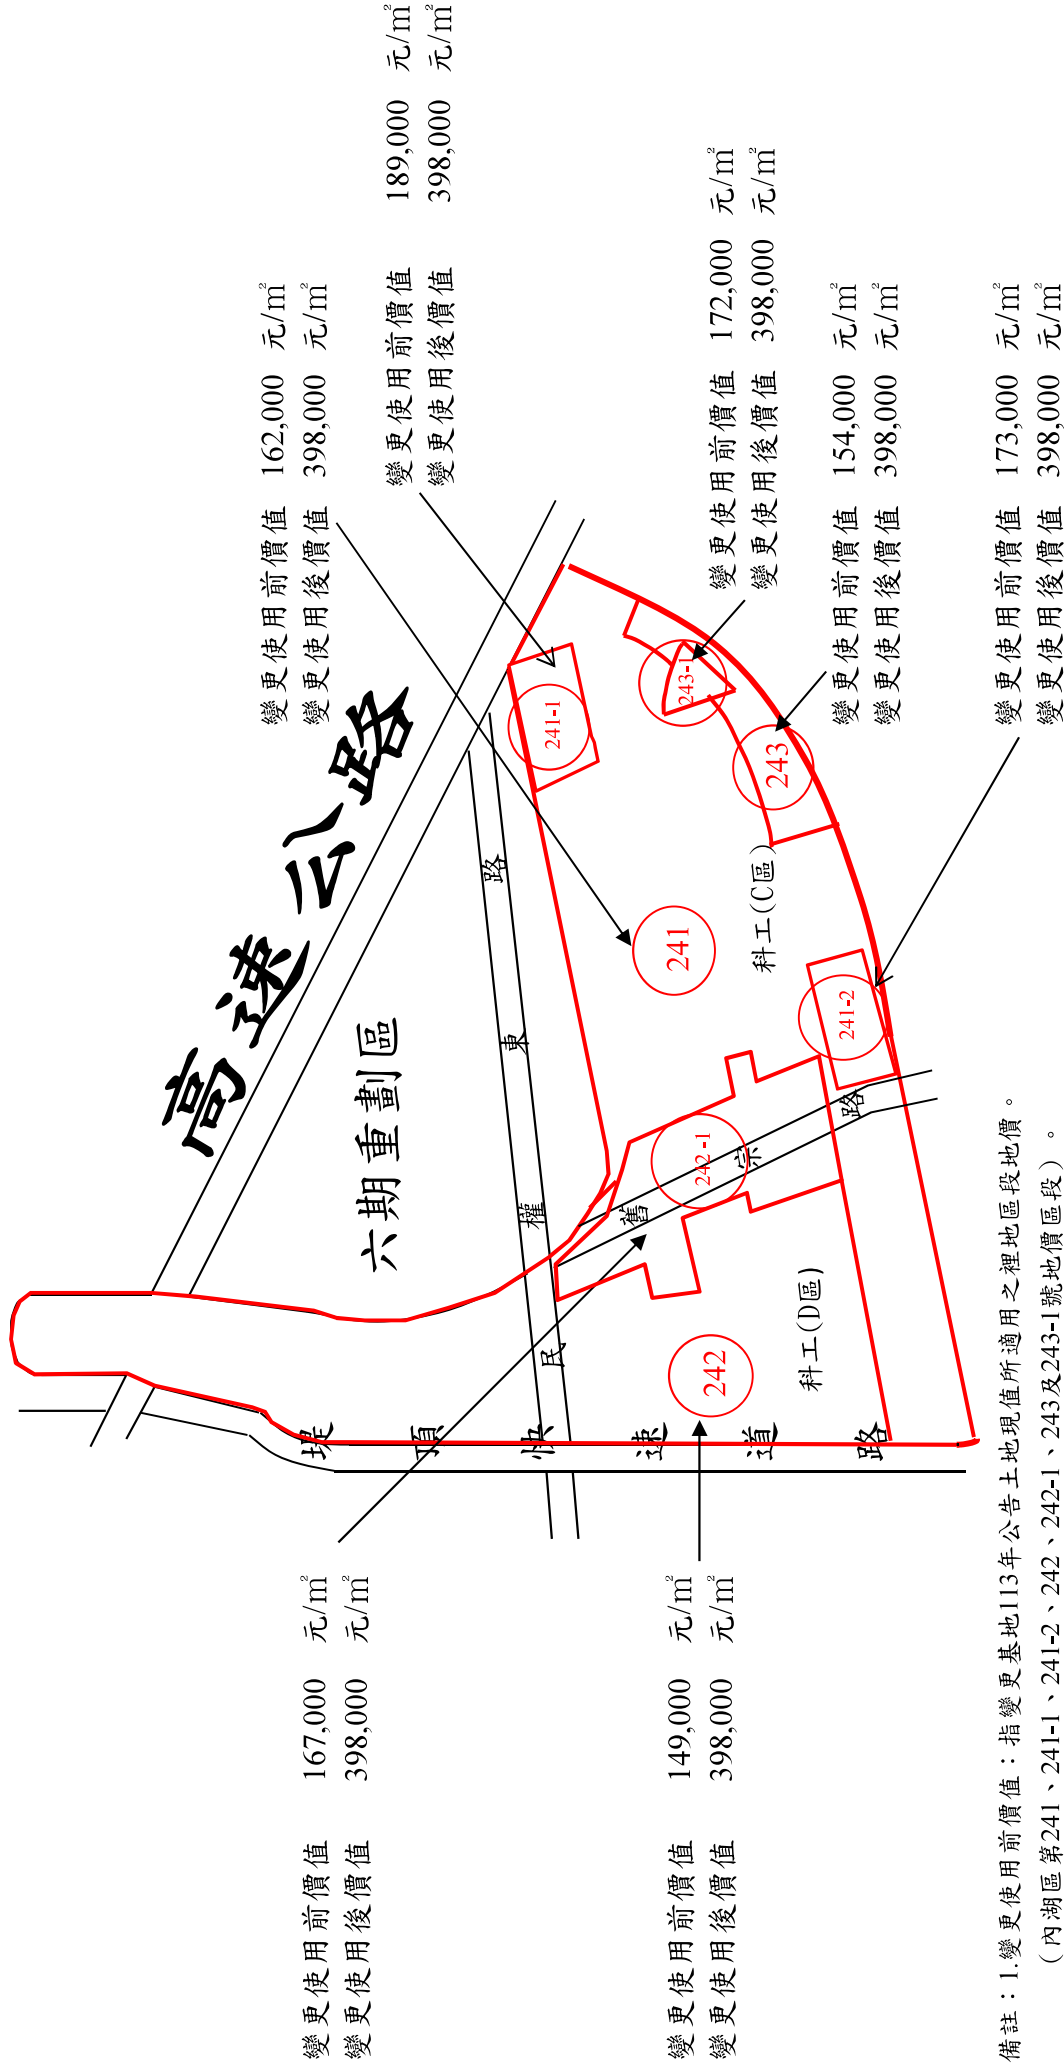 變更使用前價值 167,000 元/㎡
變更使用後價值 398,000 元/㎡
變更使用前價值 162,000 元/㎡
變更使用後價值 398,000 元/㎡
變更使用前價值 189,000 元/㎡
變更使用後價值 398,000 元/㎡
高速公路
六期重劃區
民權東路
堤頂快速道路
舊宗路
241-1
241
243-1
243
242-1
241-2
242
科工(C區)
科工(D區)
變更使用前價值 149,000 元/㎡
變更使用後價值 398,000 元/㎡
變更使用前價值 172,000 元/㎡
變更使用後價值 398,000 元/㎡
變更使用前價值 154,000 元/㎡
變更使用後價值 398,000 元/㎡
變更使用前價值 173,000 元/㎡
變更使用後價值 398,000 元/㎡
備註：1.變更使用前價值：指變更基地113年公告土地現值所適用之裡地區段地價。
（內湖區第241、241-1、241-2、242、242-1、243及243-1號地價區段）。